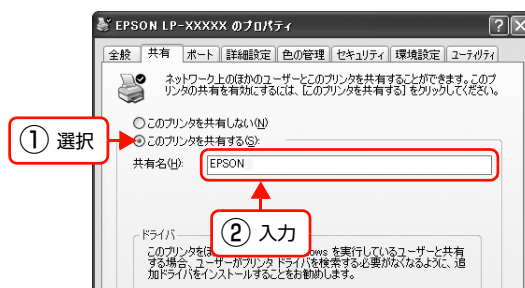 EPSON LP-XXXXX のプロパティ
全般 共有 ポート 詳細設定 色の管理 セキュリティ 環境設定 ユーティリティ
ネットワーク上のほかのユーザーとこのプリンタを共有することができます。このプ
リンタの共有を有効にするには、[このプリンタを共有する] をクリックしてください。
このプリンタを共有しない(N)
① 選択
このプリンタを共有する(S):
共有名(H): EPSON
② 入力
ドライバ
このプリンタをほ ows を実行しているユーザーと共有
する場合、ユーザーがプリンタ ドライバを検索する必要がなくなるように、追
加ドライバをインストールすることをお勧めします。